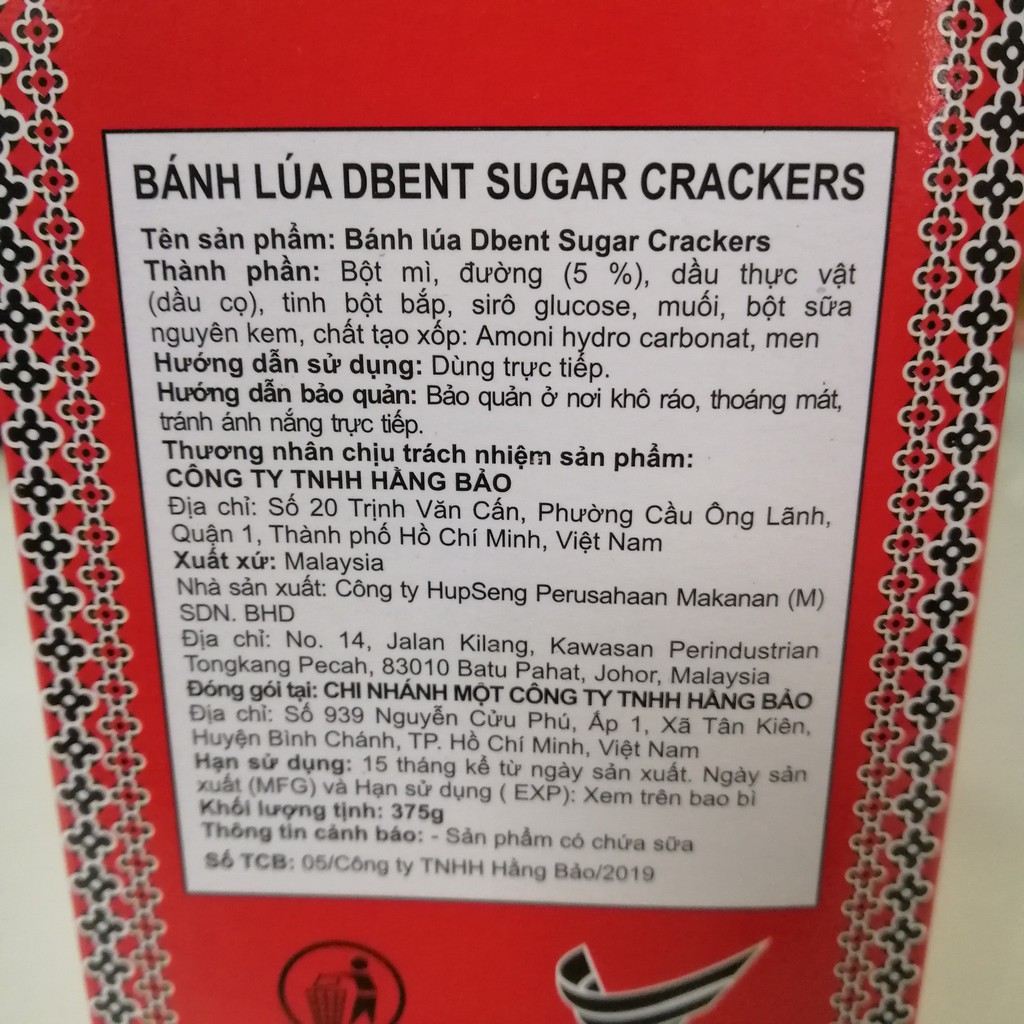 BÁNH LÚA DBENT SUGAR CRACKERS
Tên sản phẩm: Bánh lúa Dbent Sugar Crackers
Thành phần: Bột mì, đường (5 %), dầu thực vật
(dầu cọ), tinh bột bắp, sirô glucose, muối, bột sữa
nguyên kem, chất tạo xốp: Amoni hydro carbonat, men
Hướng dẫn sử dụng: Dùng trực tiếp.
Hướng dẫn bảo quản: Bảo quản ở nơi khô ráo, thoáng mát,
tránh ánh nắng trực tiếp.
Thương nhân chịu trách nhiệm sản phẩm:
CÔNG TY TNHH HẰNG BẢO
Địa chỉ: Số 20 Trịnh Văn Cấn, Phường Cầu Ông Lãnh,
Quận 1, Thành phố Hồ Chí Minh, Việt Nam
Xuất xứ: Malaysia
Nhà sản xuất: Công ty HupSeng Perusahaan Makanan (M)
SDN. BHD
Địa chỉ: No. 14, Jalan Kilang, Kawasan Perindustrian
Tongkang Pecah, 83010 Batu Pahat, Johor, Malaysia
Đóng gói tại: CHI NHÁNH MỘT CÔNG TY TNHH HẰNG BẢO
Địa chỉ: Số 939 Nguyễn Cửu Phú, Ấp 1, Xã Tân Kiên,
Huyện Bình Chánh, TP. Hồ Chí Minh, Việt Nam
Hạn sử dụng: 15 tháng kể từ ngày sản xuất. Ngày sản
xuất (MFG) và Hạn sử dụng ( EXP): Xem trên bao bì
Khối lượng tịnh: 375g
Thông tin cảnh báo: - Sản phẩm có chứa sữa
Số TCB: 05/Công ty TNHH Hằng Bảo/2019